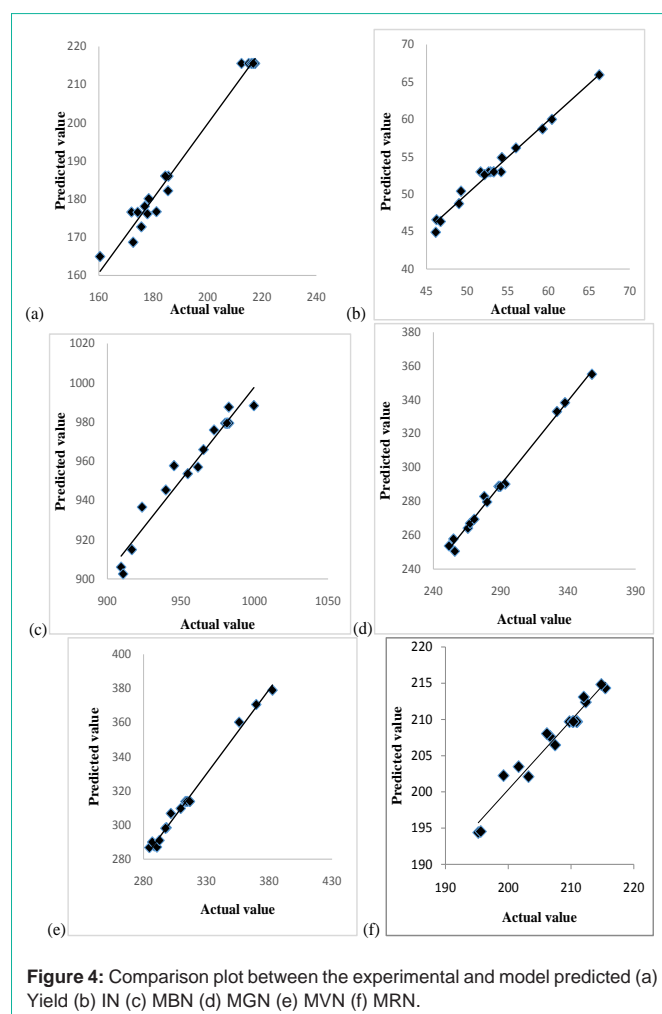 220
210
200
190
180
170
160
160 180 200 220 240
Predicted value
Actual value
(a)
70
65
60
55
50
45
40
45 50 55 60 65 70
Predicted value
Actual value
(b)
1020
1000
980
960
940
920
900
900 950 1000 1050
Predicted value
Actual value
(c)
380
360
340
320
300
280
260
240
240 290 340 390
Predicted value
Actual value
(d)
400
380
360
340
320
300
280
280 330 380 430
Predicted value
Actual value
(e)
220
215
210
205
200
195
190
190 200 210 220
Predicted value
Actual value
(f)
Figure 4: Comparison plot between the experimental and model predicted (a)
Yield (b) IN (c) MBN (d) MGN (e) MVN (f) MRN.